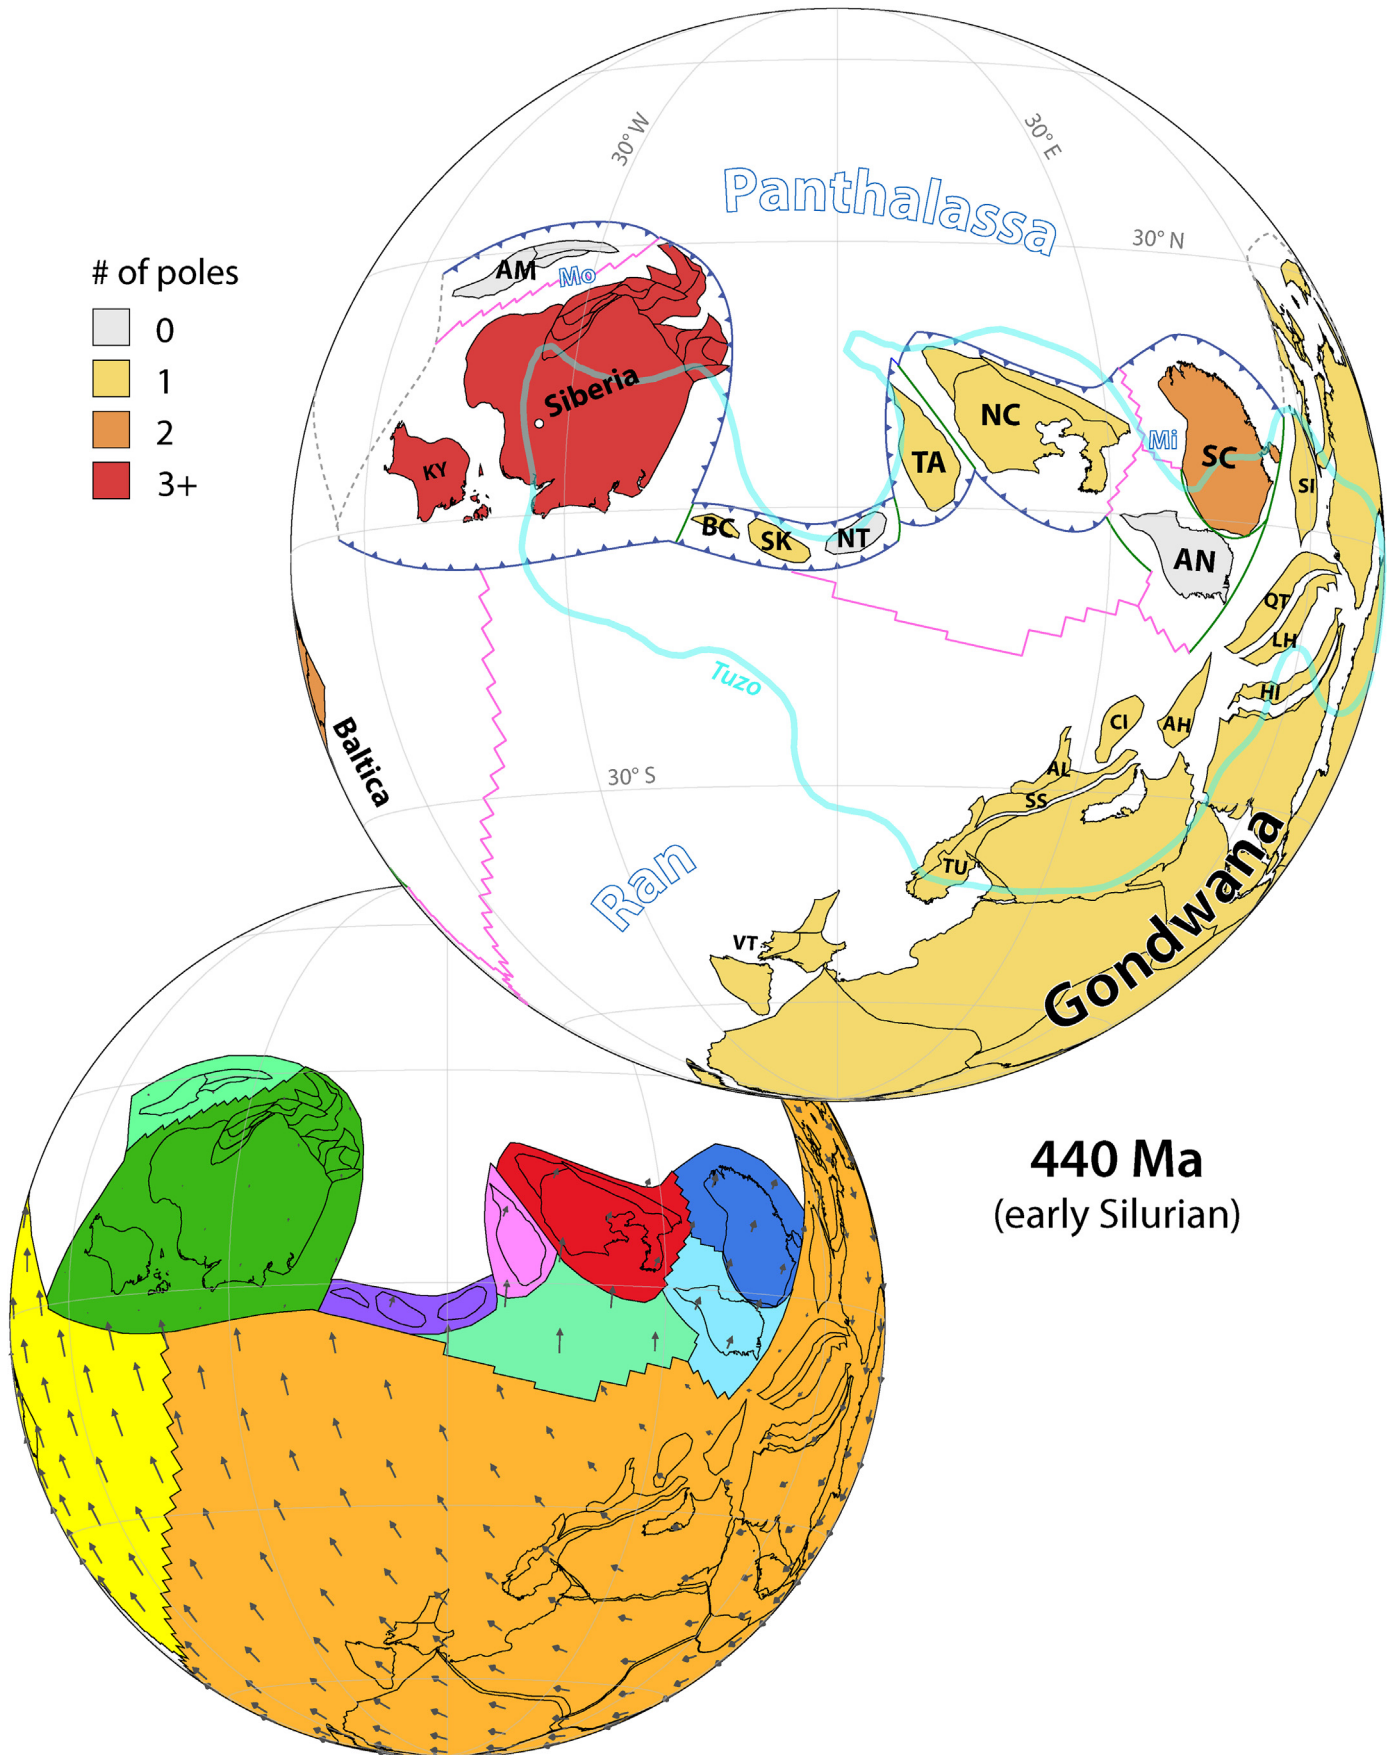 30° W
30° E
Panthalassa
30° N
# of poles
0
1
2
3+
AM
Mo
Siberia
KY
NC
TA
Mi
SC
SI
BC
SK
NT
AN
QT
LH
HI
Tuzo
CI
AH
Baltica
AL
SS
30° S
TU
Ran
VT
Gondwana
440 Ma
(early Silurian)